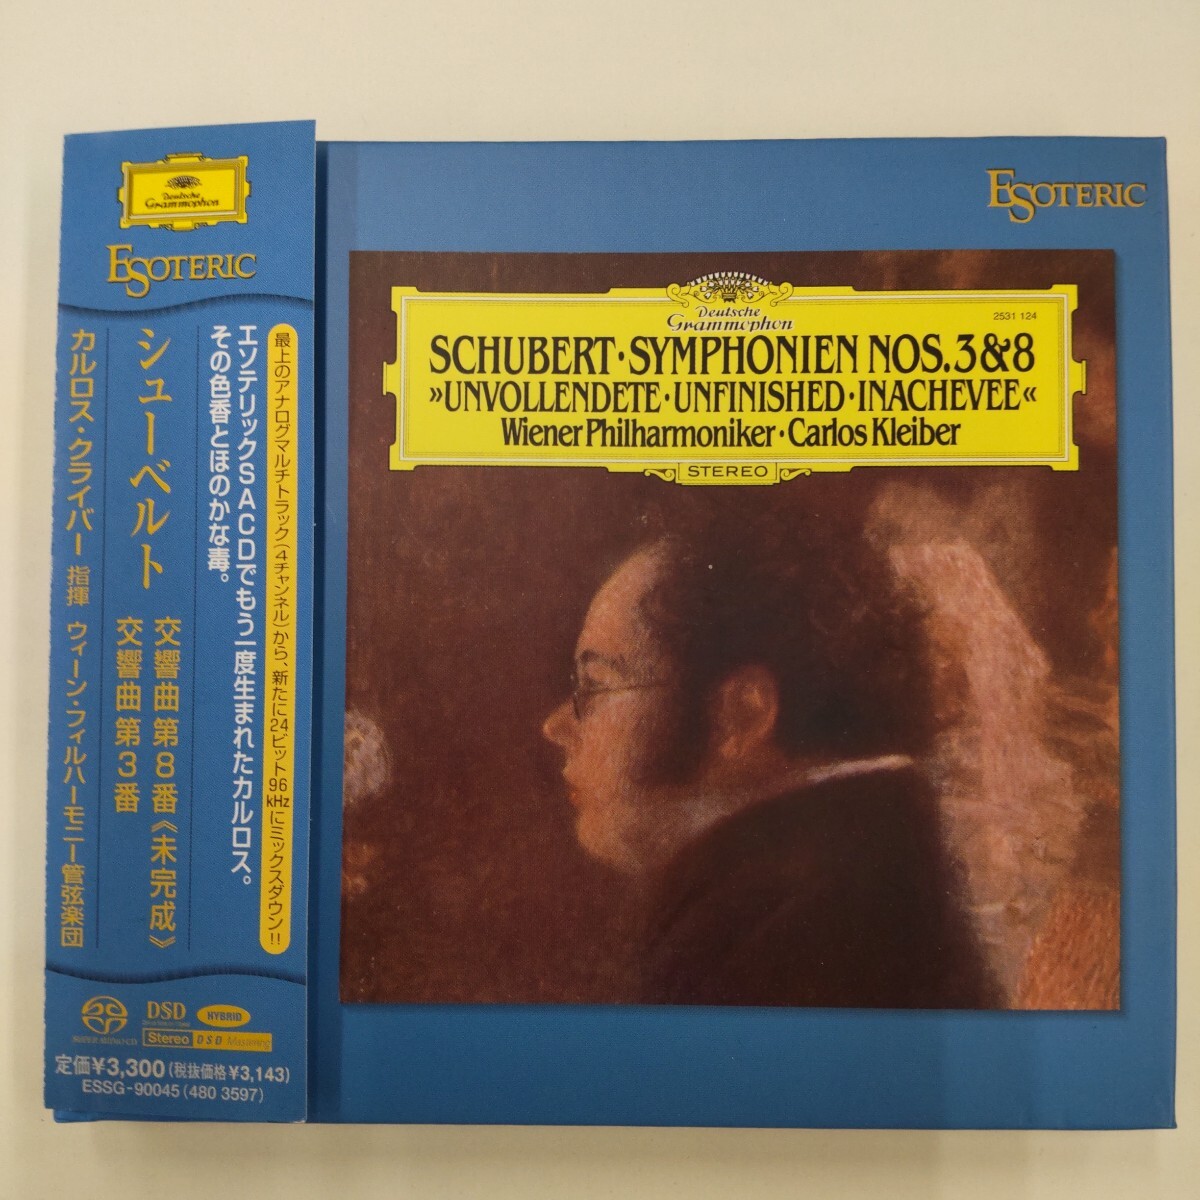 Deutsche
Grammophon
ESOTERIC
最上のアナログマルチトラック(4チャンネル)から、新たに24ビット96kHzにミックスダウン!!
エソテリックSACDでもう一度生まれたカルロス。
その色香とほのかな毒。
シューベルト
交響曲 第8番《未完成》
交響曲 第3番
カルロス・クライバー 指揮 ウィーン・フィルハーモニー管弦楽団
SUPER AUDIO CD
DSD
HYBRID
Stereo DSD Mastering
定価¥3,300(税抜価格¥3,143)
ESSG-90045 (480 3597)
ESOTERIC
Deutsche
Grammophon
2531 124
SCHUBERT·SYMPHONIEN NOS.3&8
»UNVOLLENDETE·UNFINISHED·INACHEVEE«
Wiener Philharmoniker·Carlos Kleiber
STEREO